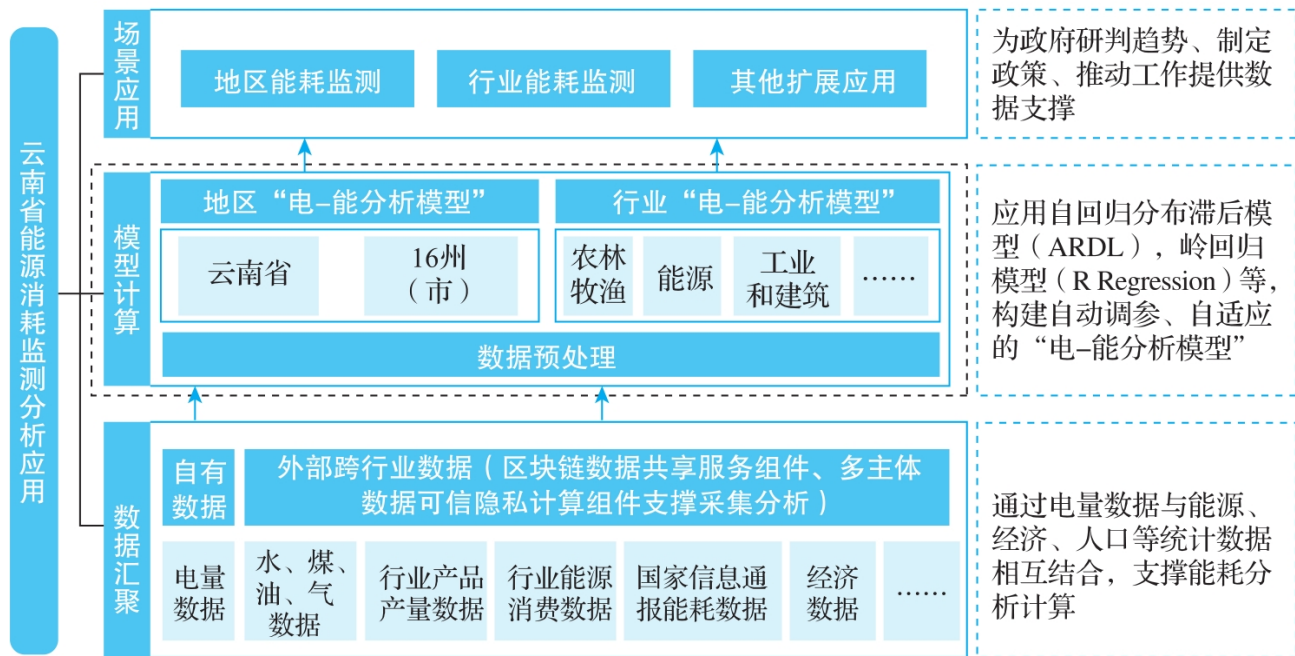 云南省能源消耗监测分析应用
场景应用
地区能耗监测
行业能耗监测
其他扩展应用
为政府研判趋势、制定
政策、推动工作提供数
据支撑
模型计算
地区“电–能分析模型”
云南省
16州
（市）
行业“电–能分析模型”
农林
牧渔
能源
工业
和建筑
……
数据预处理
应用自回归分布滞后模
型（ARDL），岭回归
模型（R Regression）等，
构建自动调参、自适应
的“电–能分析模型”
数据汇聚
自有
数据
外部跨行业数据（区块链数据共享服务组件、多主体
数据可信隐私计算组件支撑采集分析）
电量
数据
水、煤、
油、气
数据
行业产品
产量数据
行业能源
消费数据
国家信息通
报能耗数据
经济
数据
……
通过电量数据与能源、
经济、人口等统计数据
相互结合，支撑能耗分
析计算